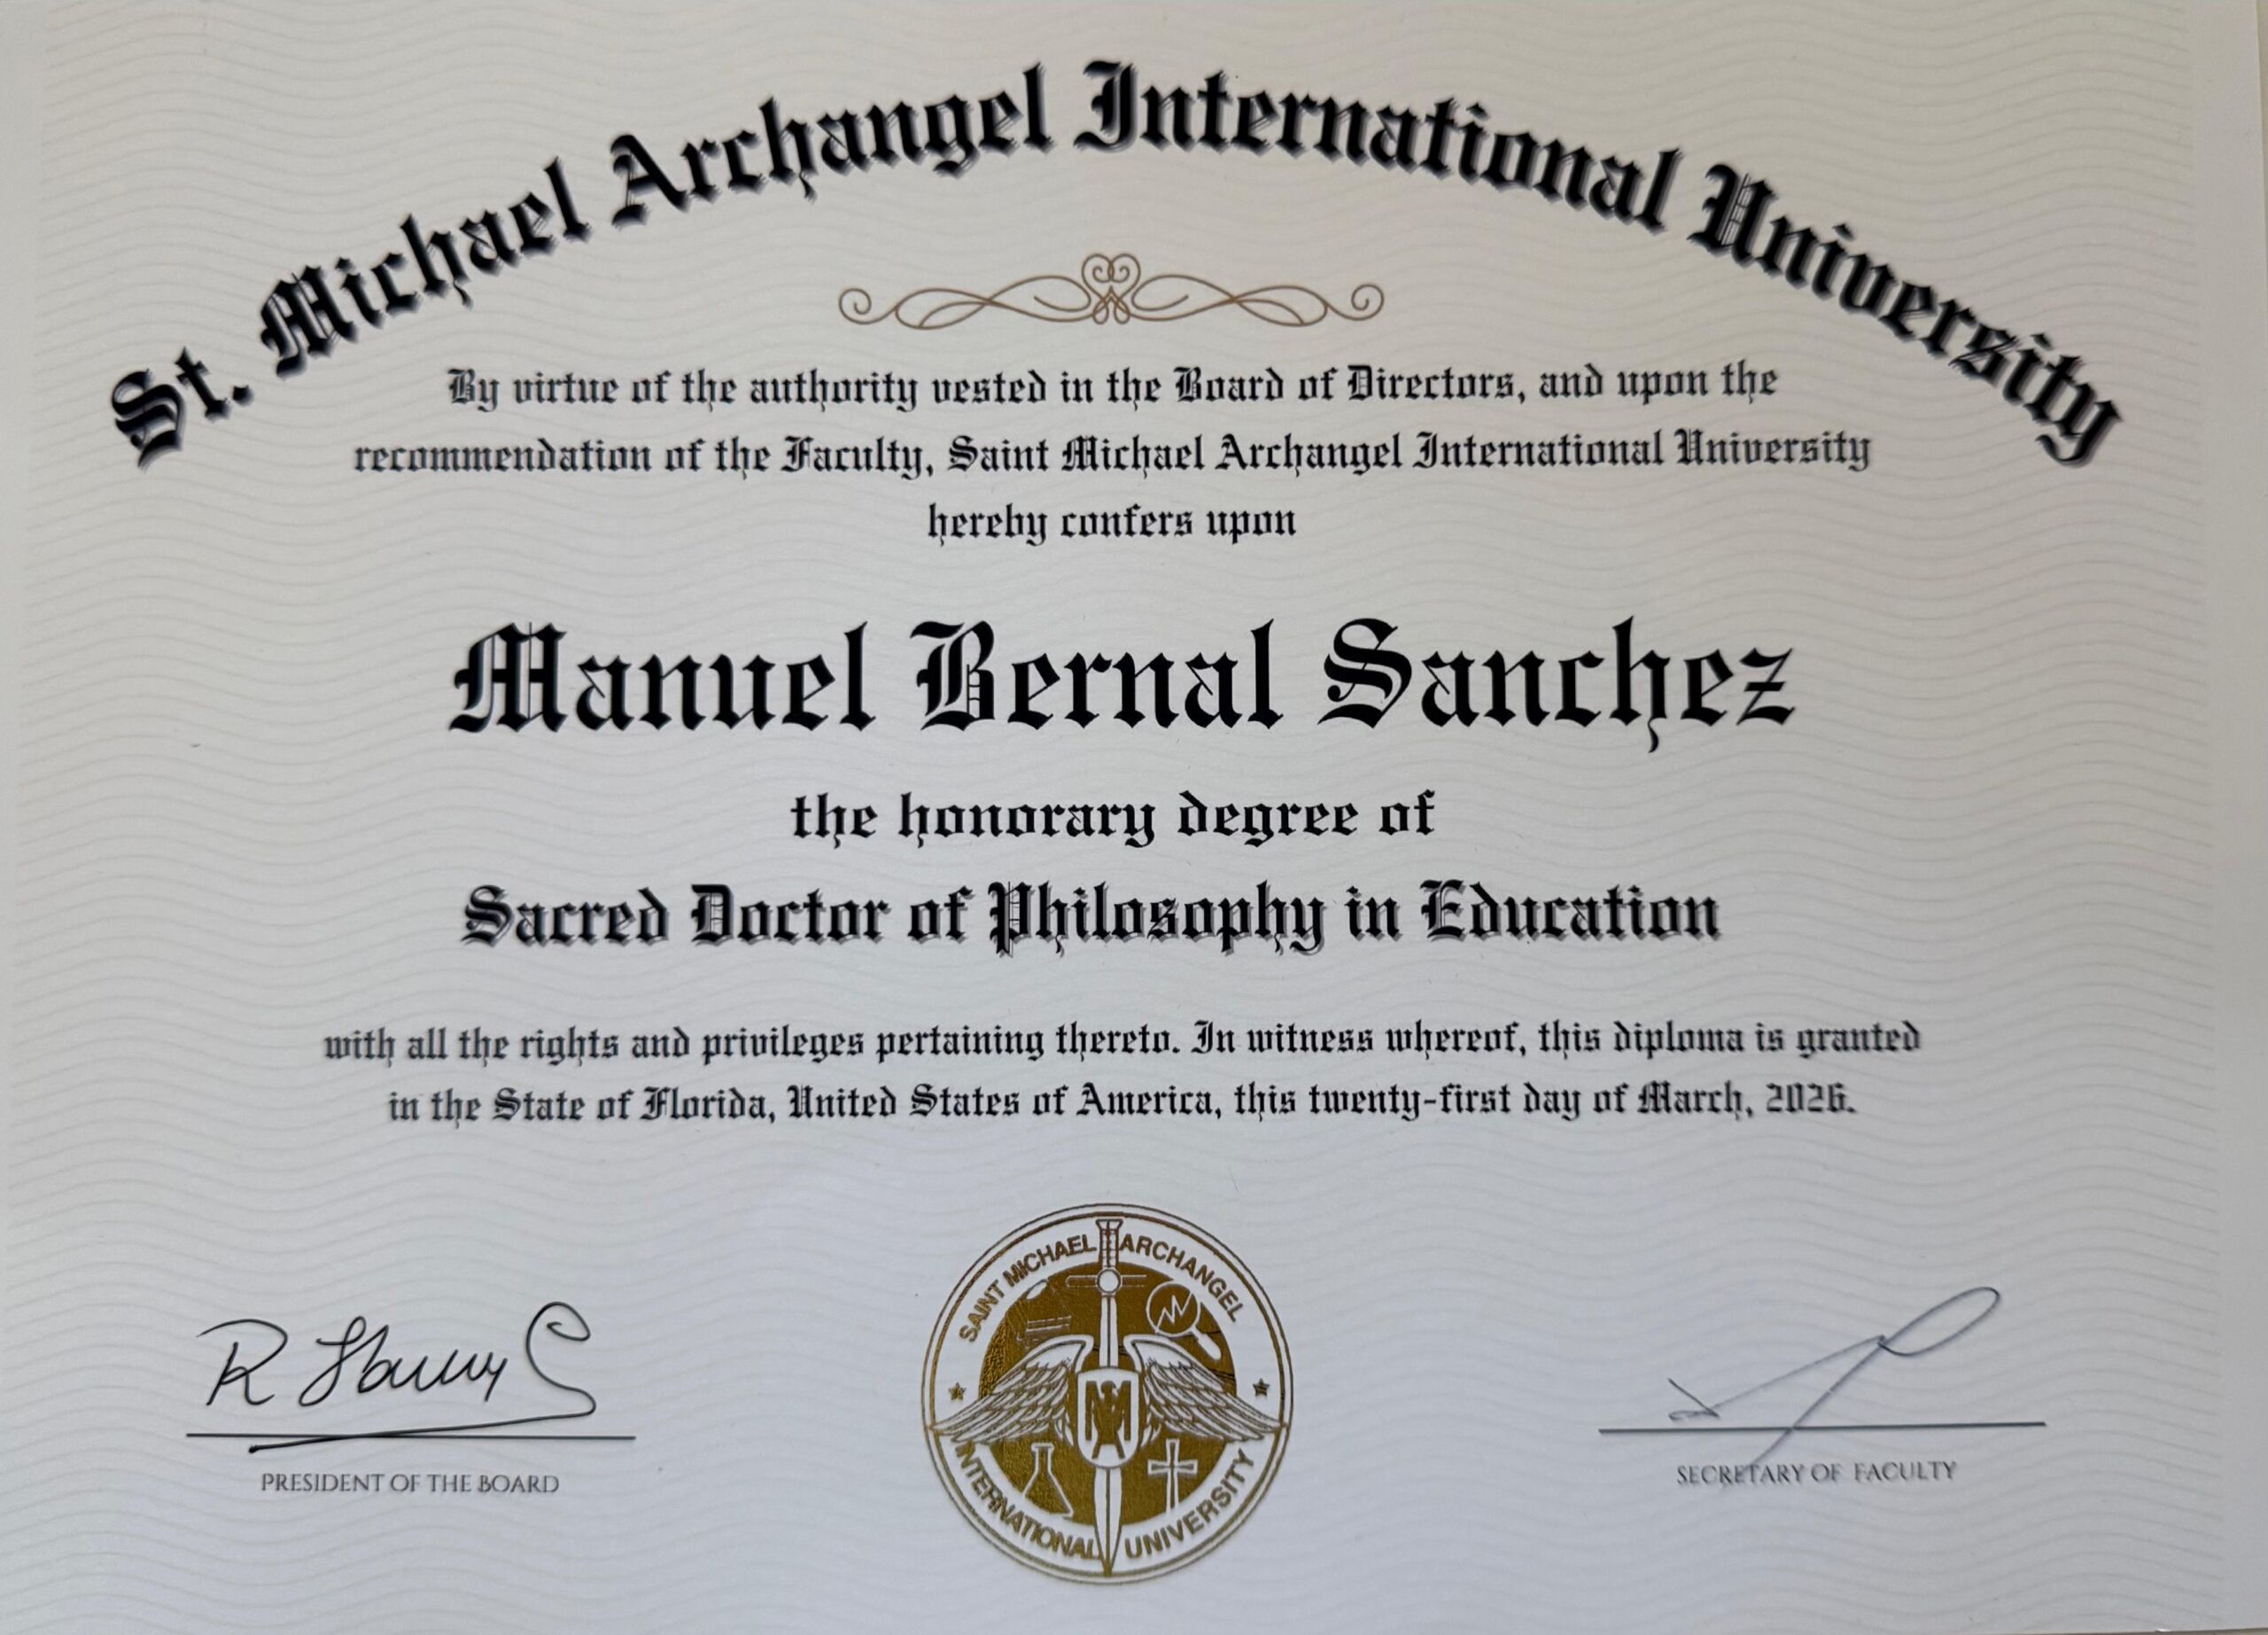 St. Michael Archangel International University
By virtue of the authority vested in the Board of Directors, and upon the
recommendation of the Faculty, Saint Michael Archangel International University
hereby confers upon
Manuel Bernal Sanchez
the honorary degree of
Sacred Doctor of Philosophy in Education
with all the rights and privileges pertaining thereto. In witness whereof, this diploma is granted
in the State of Florida, United States of America, this twenty-first day of March, 2026.
SAINT MICHAEL ARCHANGEL
INTERNATIONAL UNIVERSITY
PRESIDENT OF THE BOARD
SECRETARY OF FACULTY